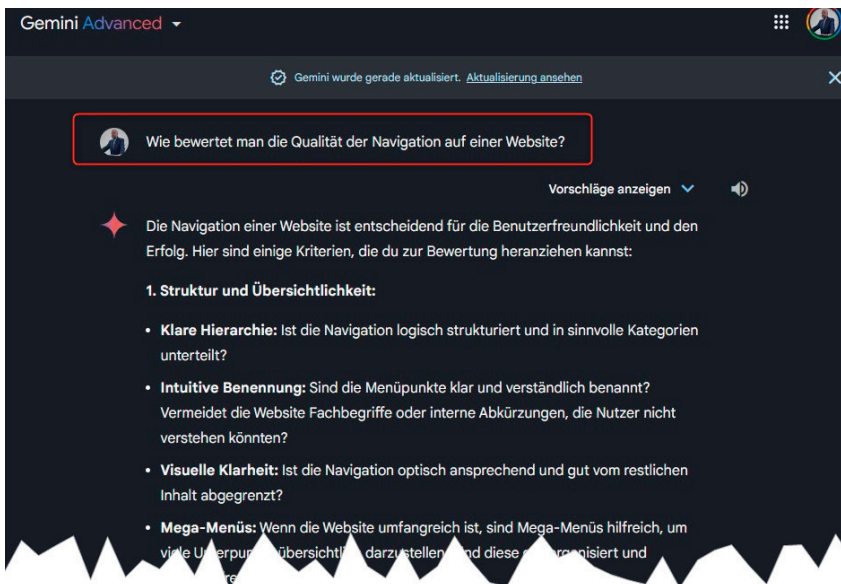 Gemini Advanced
Gemini wurde gerade aktualisiert. Aktualisierung ansehen
Wie bewertet man die Qualität der Navigation auf einer Website?
Vorschläge anzeigen
Die Navigation einer Website ist entscheidend für die Benutzerfreundlichkeit und den
Erfolg. Hier sind einige Kriterien, die du zur Bewertung heranziehen kannst:
1. Struktur und Übersichtlichkeit:
• Klare Hierarchie: Ist die Navigation logisch strukturiert und in sinnvolle Kategorien
unterteilt?
• Intuitive Benennung: Sind die Menüpunkte klar und verständlich benannt?
Vermeidet die Website Fachbegriffe oder interne Abkürzungen, die Nutzer nicht
verstehen könnten?
• Visuelle Klarheit: Ist die Navigation optisch ansprechend und gut vom restlichen
Inhalt abgegrenzt?
• Mega-Menüs: Wenn die Website umfangreich ist, sind Mega-Menüs hilfreich, um
darzustellen diese und